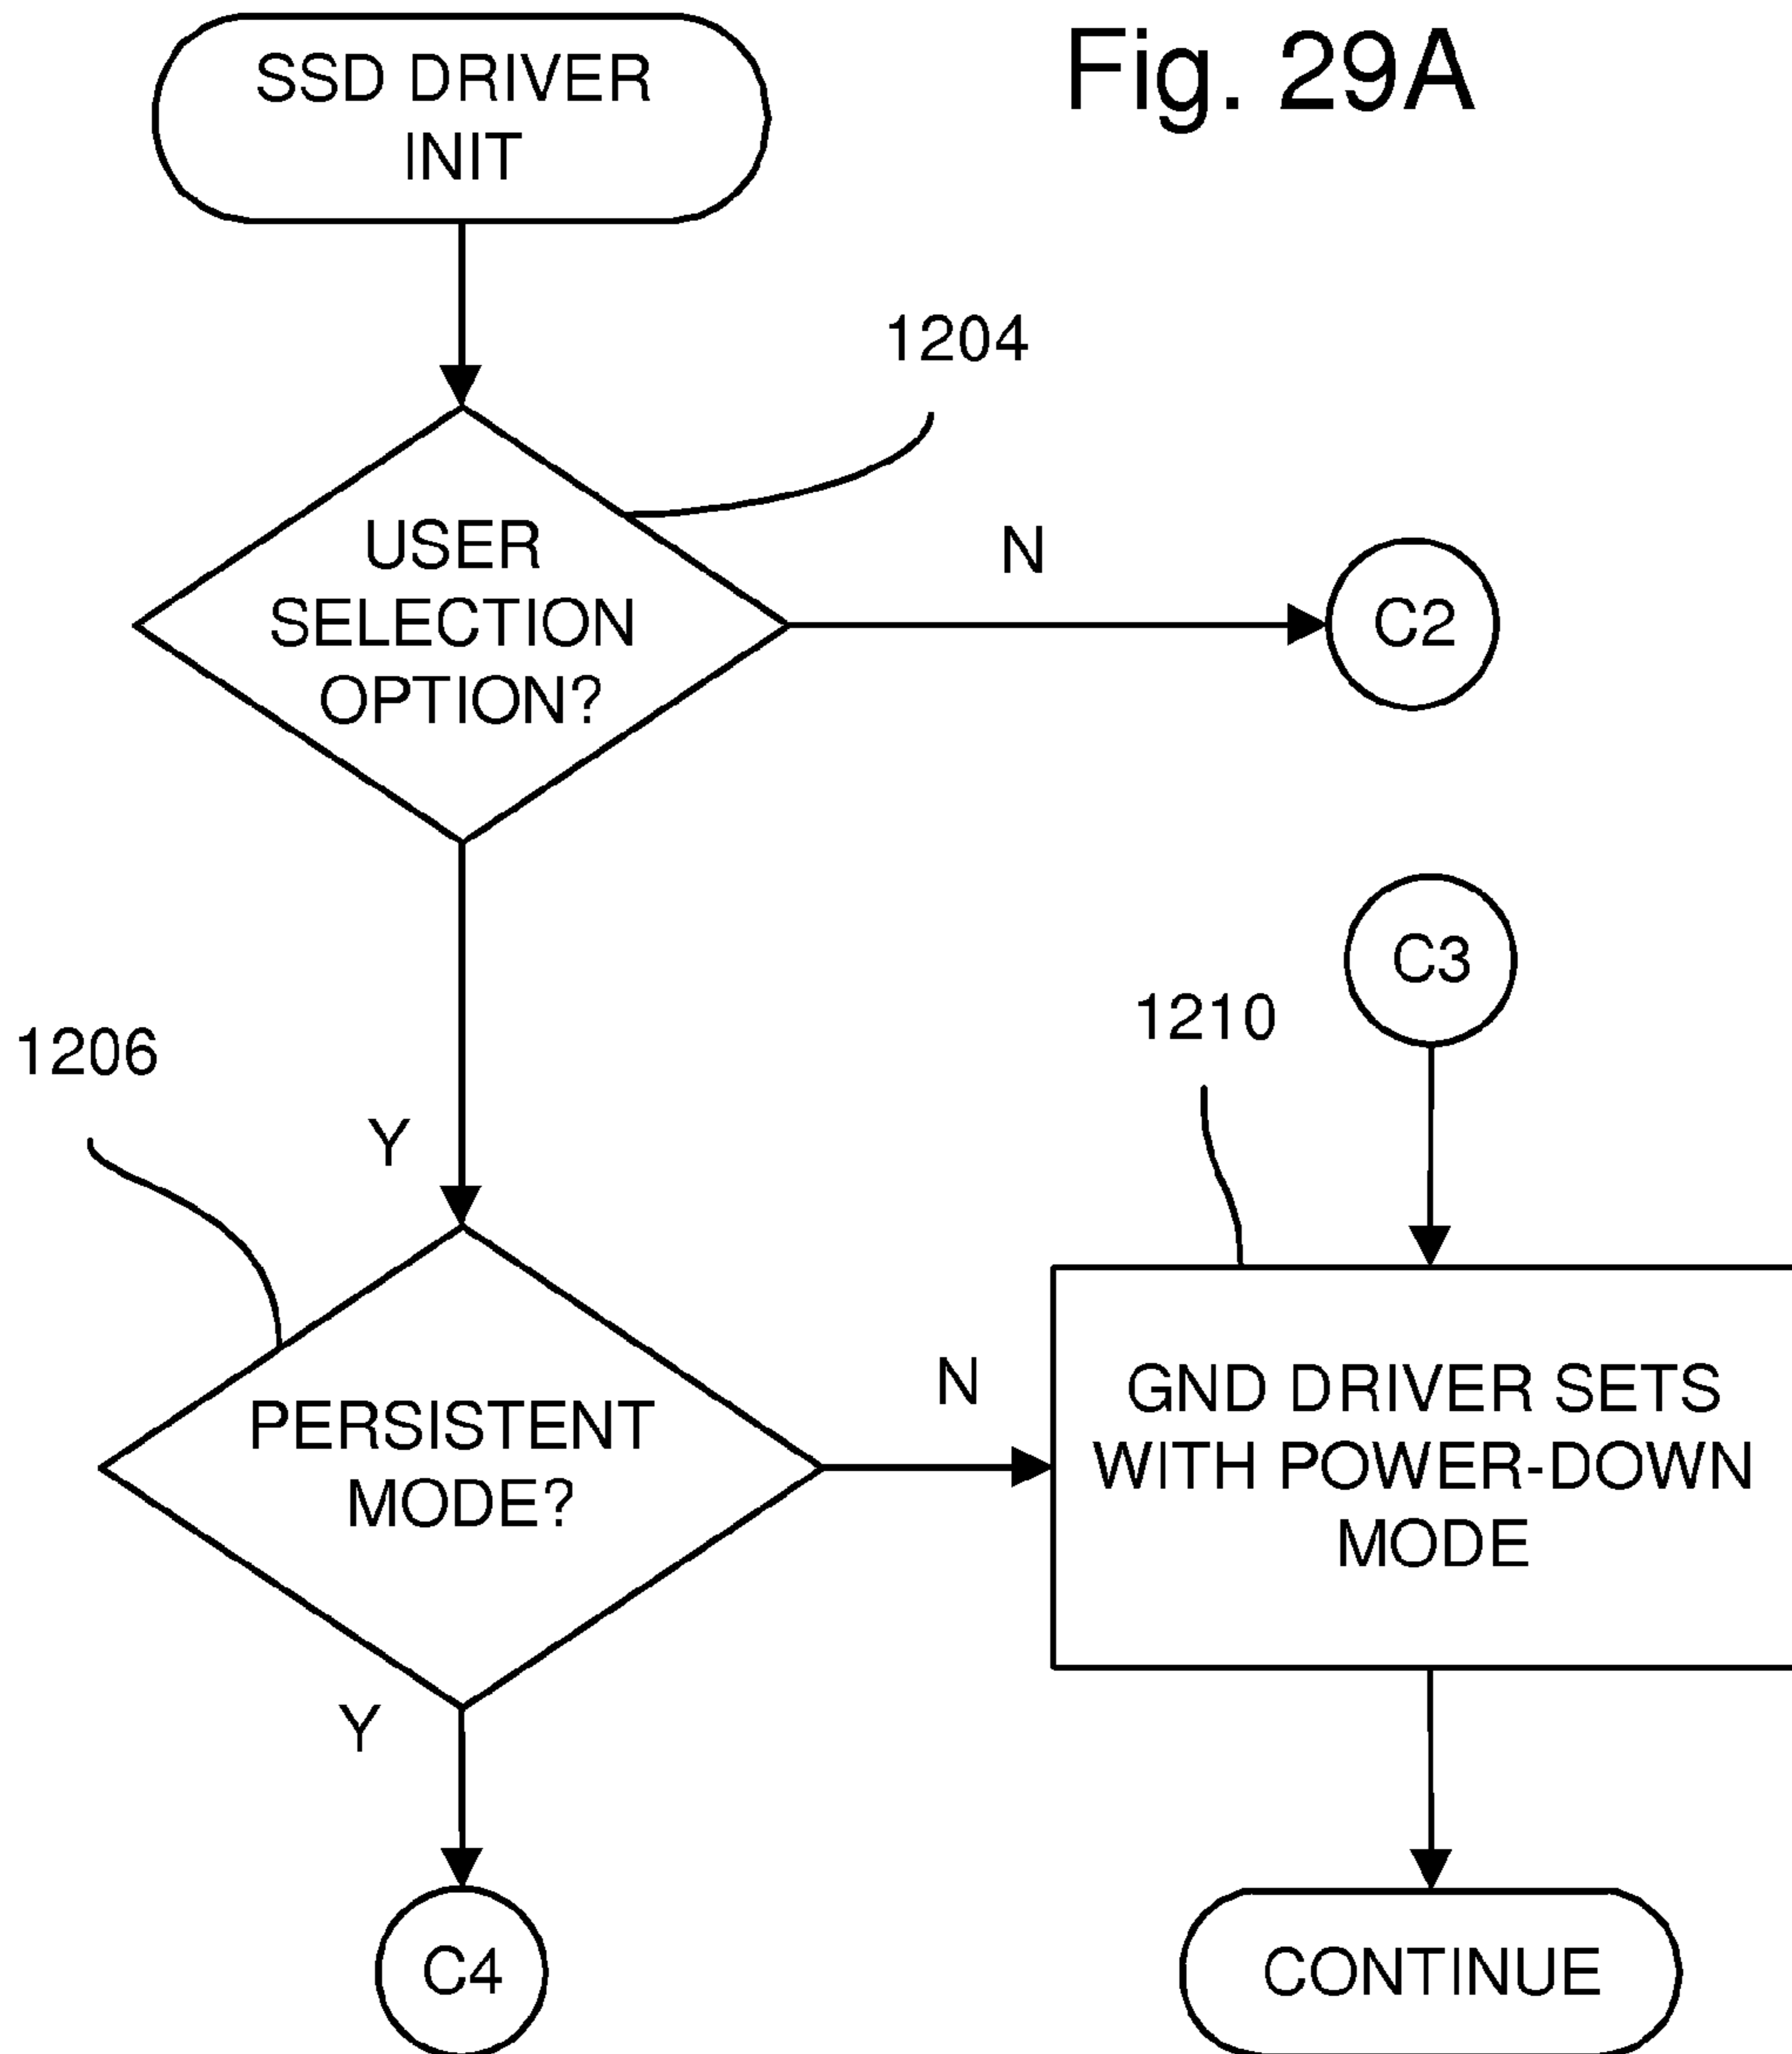 Fig. 29A
SSD DRIVER
INIT
1204
USER
SELECTION
OPTION?
N
C2
C3
1210
1206
Y
GND DRIVER SETS
WITH POWER-DOWN
MODE
N
PERSISTENT
MODE?
Y
C4
CONTINUE